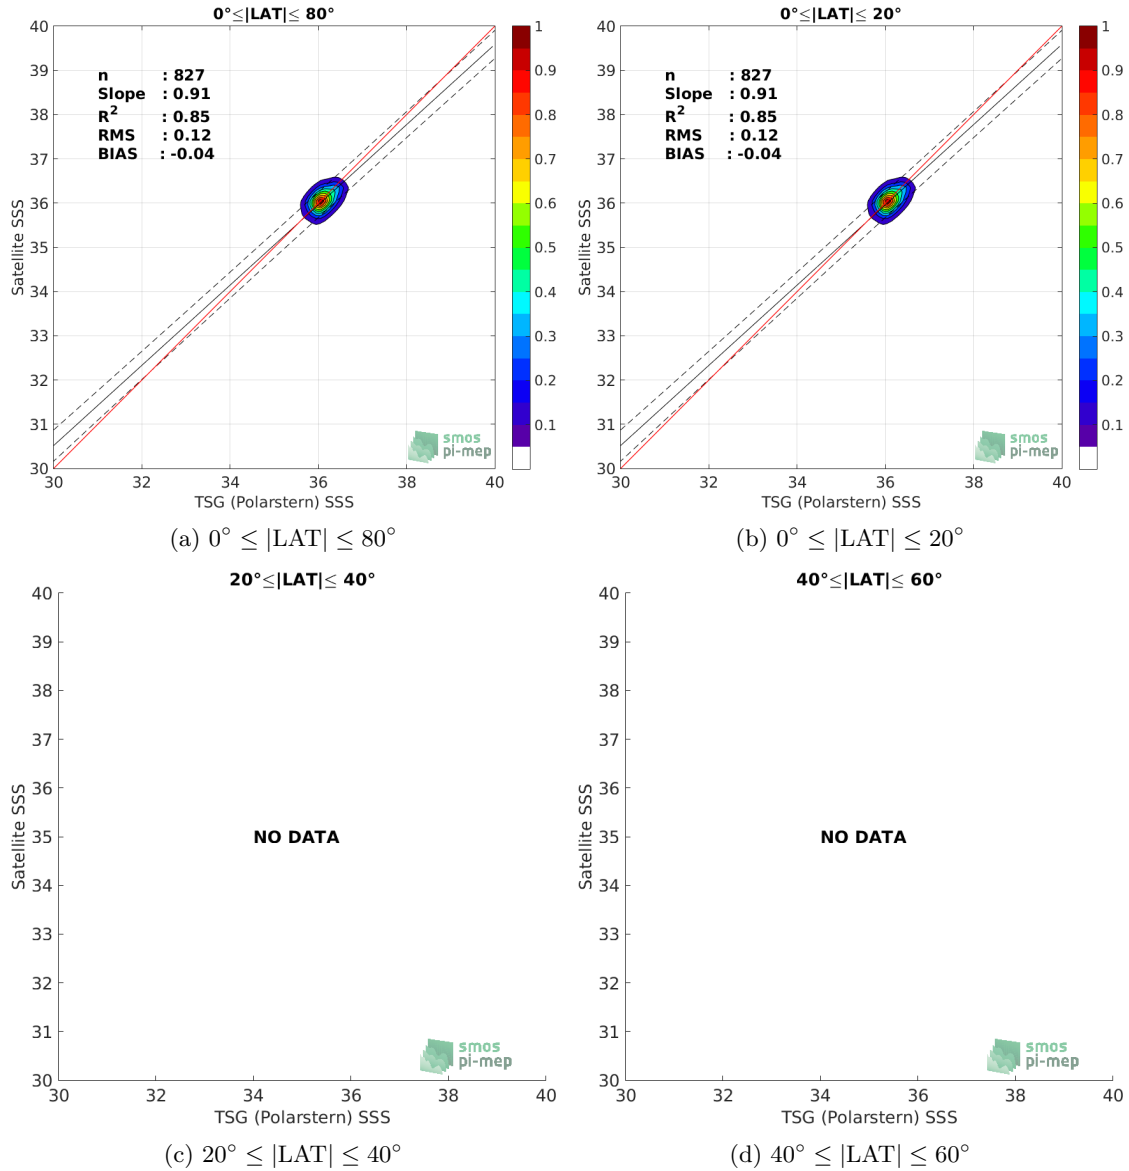 0°≤|LAT|≤ 80°
40
39
38
37
36
35
34
33
32
31
30
Satellite SSS
n : 827
Slope : 0.91
R² : 0.85
RMS : 0.12
BIAS : -0.04
smos
pi-mep
30 32 34 36 38 40
TSG (Polarstern) SSS
1
0.9
0.8
0.7
0.6
0.5
0.4
0.3
0.2
0.1
(a) 0° ≤ |LAT| ≤ 80°
0°≤|LAT|≤ 20°
40
39
38
37
36
35
34
33
32
31
30
Satellite SSS
n : 827
Slope : 0.91
R² : 0.85
RMS : 0.12
BIAS : -0.04
smos
pi-mep
30 32 34 36 38 40
TSG (Polarstern) SSS
1
0.9
0.8
0.7
0.6
0.5
0.4
0.3
0.2
0.1
(b) 0° ≤ |LAT| ≤ 20°
20°≤|LAT|≤ 40°
40
39
38
37
36
35
34
33
32
31
30
Satellite SSS
NO DATA
smos
pi-mep
30 32 34 36 38 40
TSG (Polarstern) SSS
(c) 20° ≤ |LAT| ≤ 40°
40°≤|LAT|≤ 60°
40
39
38
37
36
35
34
33
32
31
30
Satellite SSS
NO DATA
smos
pi-mep
30 32 34 36 38 40
TSG (Polarstern) SSS
(d) 40° ≤ |LAT| ≤ 60°